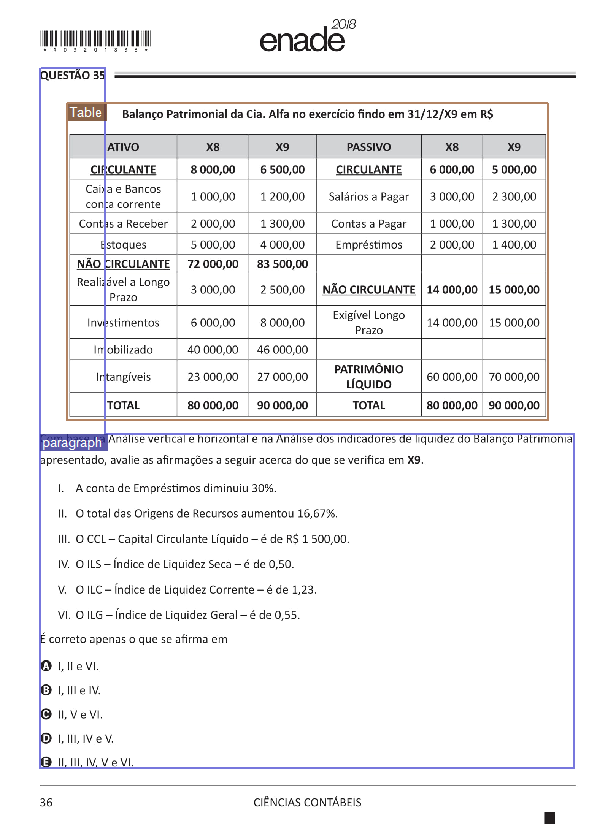 *R0320188*
enade 2018
QUESTÃO 35
Table
Balanço Patrimonial da Cia. Alfa no exercício findo em 31/12/X9 em R$
ATIVO X8 X9 PASSIVO X8 X9
CIRCULANTE 8 000,00 6 500,00 CIRCULANTE 6 000,00 5 000,00
Caixa e Bancos conta corrente 1 000,00 1 200,00 Salários a Pagar 3 000,00 2 300,00
Contas a Receber 2 000,00 1 300,00 Contas a Pagar 1 000,00 1 300,00
Estoques 5 000,00 4 000,00 Empréstimos 2 000,00 1 400,00
NÃO CIRCULANTE 72 000,00 83 500,00
Realizável a Longo Prazo 3 000,00 2 500,00 NÃO CIRCULANTE 14 000,00 15 000,00
Investimentos 6 000,00 8 000,00 Exigível Longo Prazo 14 000,00 15 000,00
Imobilizado 40 000,00 46 000,00
Intangíveis 23 000,00 27 000,00 PATRIMÔNIO LÍQUIDO 60 000,00 70 000,00
TOTAL 80 000,00 90 000,00 TOTAL 80 000,00 90 000,00
paragraph
Análise vertical e horizontal e na Análise dos indicadores de liquidez do Balanço Patrimonial
apresentado, avalie as afirmações a seguir acerca do que se verifica em X9.
I. A conta de Empréstimos diminuiu 30%.
II. O total das Origens de Recursos aumentou 16,67%.
III. O CCL – Capital Circulante Líquido – é de R$ 1 500,00.
IV. O ILS – Índice de Liquidez Seca – é de 0,50.
V. O ILC – Índice de Liquidez Corrente – é de 1,23.
VI. O ILG – Índice de Liquidez Geral – é de 0,55.
É correto apenas o que se afirma em
A I, II e VI.
B I, III e IV.
C II, V e VI.
D I, III, IV e V.
E II, III, IV, V e VI.
36
CIÊNCIAS CONTÁBEIS